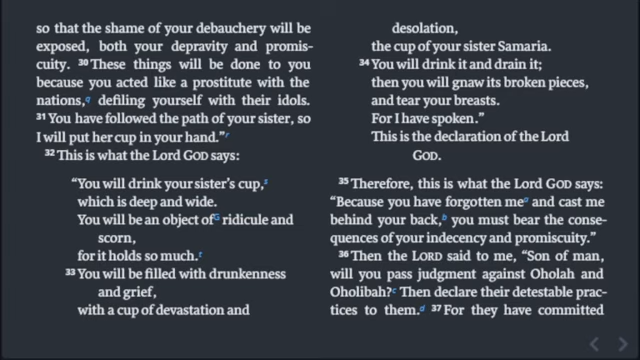 so that the shame of your debauchery will be
exposed, both your depravity and promis-
cuity. 30 These things will be done to you
because you acted like a prostitute with the
nations,q defiling yourself with their idols.
31 You have followed the path of your sister, so
I will put her cup in your hand.”r
32 This is what the Lord GOD says:
“You will drink your sister’s cup,s
which is deep and wide.
You will be an object ofG ridicule and
scorn,
for it holds so much.t
33 You will be filled with drunkenness
and grief,
with a cup of devastation and
desolation,
the cup of your sister Samaria.
34 You will drink it and drain it;
then you will gnaw its broken pieces,
and tear your breasts.
For I have spoken.”
This is the declaration of the Lord
GOD.
35 Therefore, this is what the Lord GOD says:
“Because you have forgotten mea and cast me
behind your back,b you must bear the conse-
quences of your indecency and promiscuity.”
36 Then the LORD said to me, “Son of man,
will you pass judgment against Oholah and
Oholibah?c Then declare their detestable prac-
tices to them.d 37 For they have committed